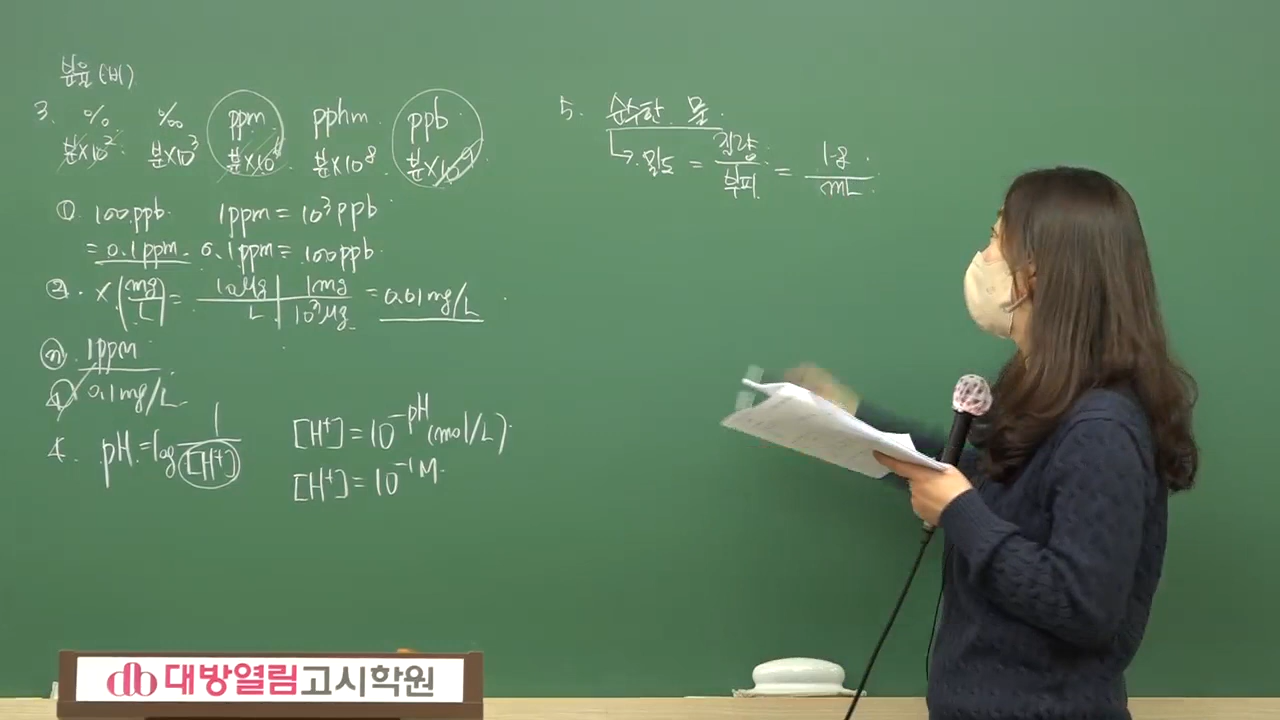 분율 (비)
3. % ‰ ppm pphm ppb
분×10² 분×10³ 분×10⁶ 분×10⁸ 분×10⁹
①. 100ppb. 1ppm = 10³ppb
= 0.1ppm. 0.1ppm = 100ppb.
②. x(mg/L) = 10μg/L | 1mg/10³μg = 0.01mg/L
③. 1ppm
④ 0.1mg/L
4. pH = log 1/[H⁺] [H⁺] = 10⁻ᵖᴴ (mol/L).
[H⁺] = 10⁻¹M.
5. 순수한 물.
밀도 = 질량/부피 = 1g/mL
db 대방열림고시학원